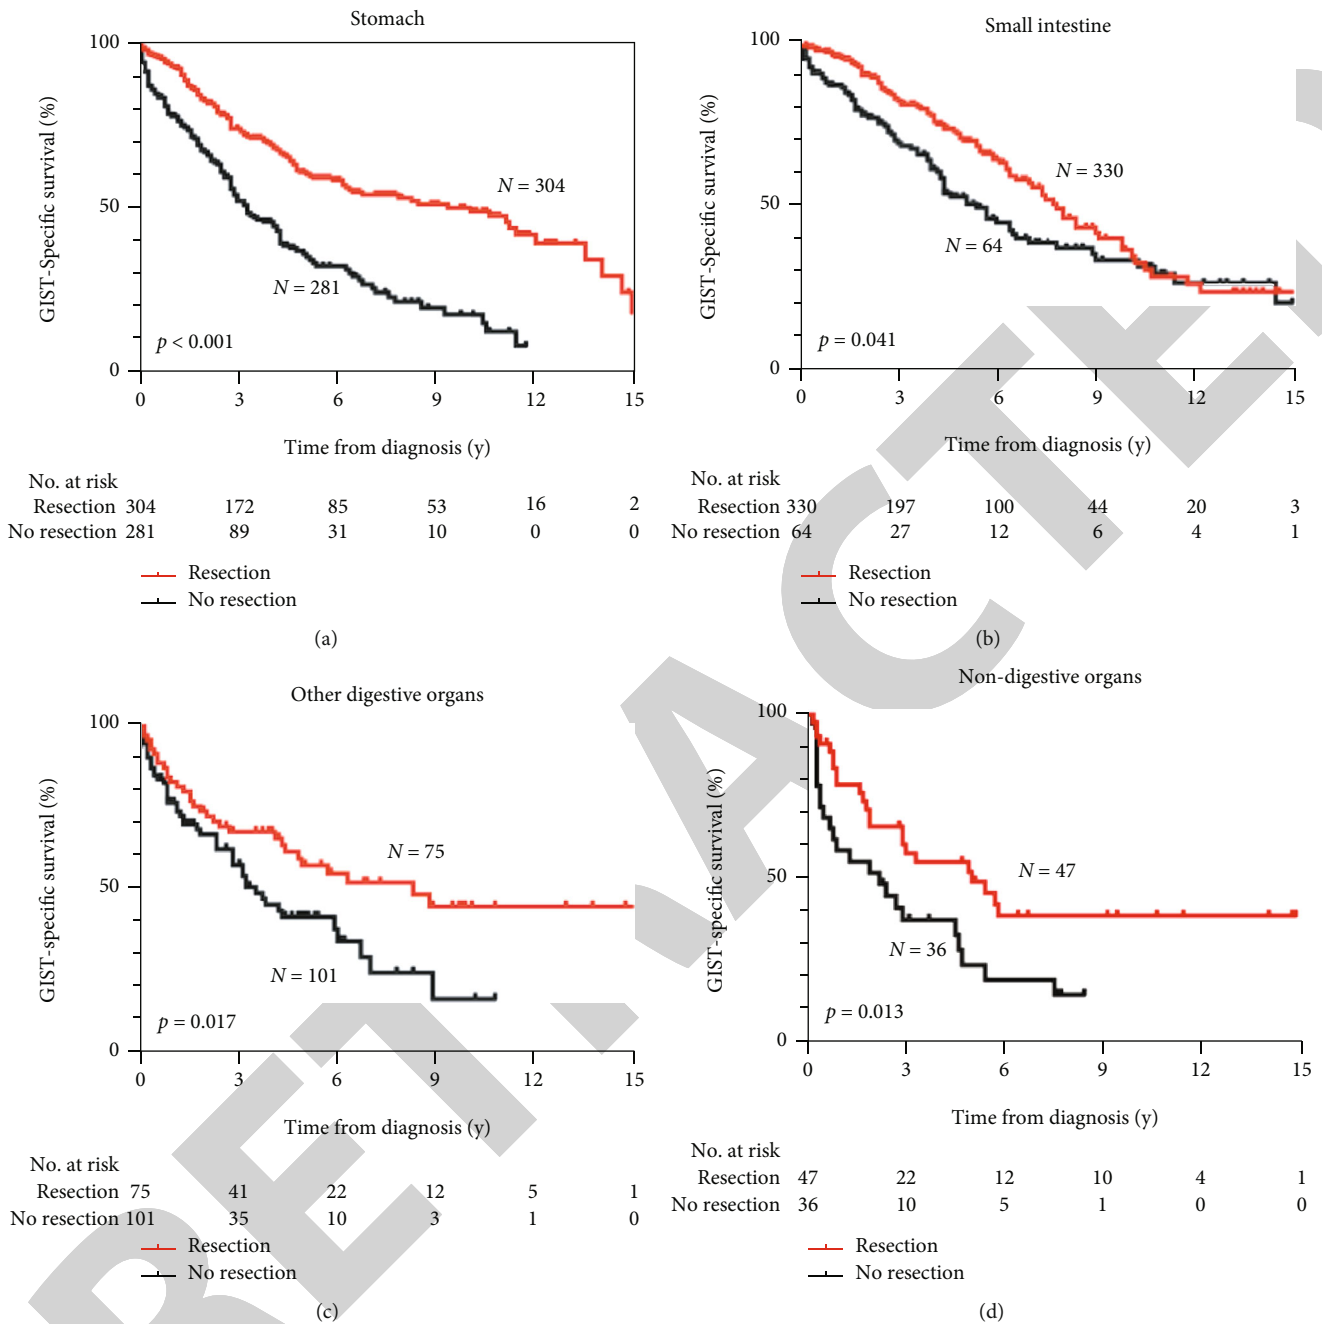 Stomach
100
50
0
GIST-Specific survival (%)
N = 304
N = 281
p < 0.001
0 3 6 9 12 15
Time from diagnosis (y)
No. at risk
Resection 304 172 85 53 16 2
No resection 281 89 31 10 0 0
Resection
No resection
(a)
Small intestine
100
50
0
GIST-Specific survival (%)
N = 330
N = 64
p = 0.041
0 3 6 9 12 15
Time from diagnosis (y)
No. at risk
Resection 330 197 100 44 20 3
No resection 64 27 12 6 4 1
Resection
No resection
(b)
Other digestive organs
100
50
0
GIST-specific survival (%)
N = 75
N = 101
p = 0.017
0 3 6 9 12 15
Time from diagnosis (y)
No. at risk
Resection 75 41 22 12 5 1
No resection 101 35 10 3 1 0
Resection
No resection
(c)
Non-digestive organs
100
50
0
GIST-specific survival (%)
N = 47
N = 36
p = 0.013
0 3 6 9 12 15
Time from diagnosis (y)
No. at risk
Resection 47 22 12 10 4 1
No resection 36 10 5 1 0 0
Resection
No resection
(d)
RETRACTE